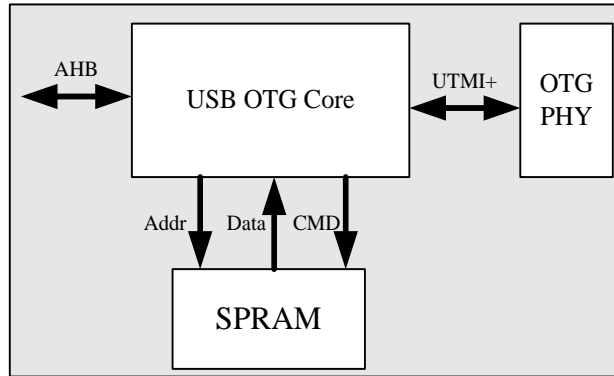 AHB
USB OTG Core
UTMI+
OTG
PHY
Addr
Data
CMD
SPRAM